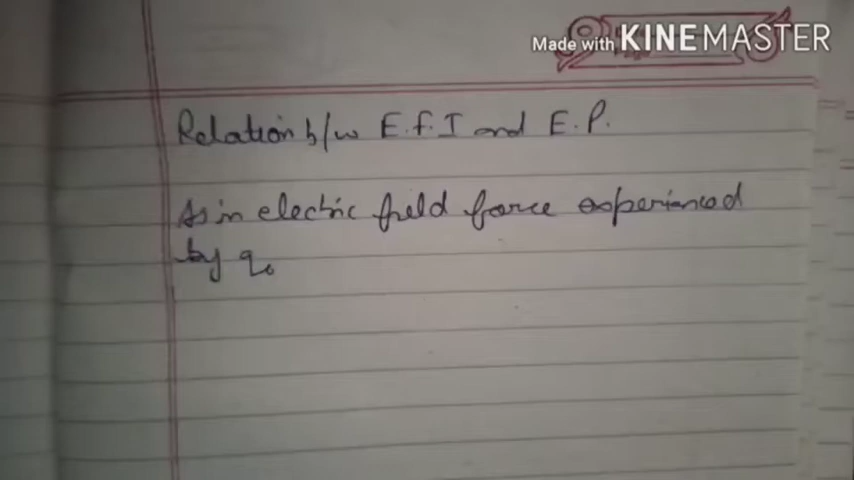 Made with KINEMASTER
Relation b/w E.F.I and E.P.
As in electric field force experienced
by q₀